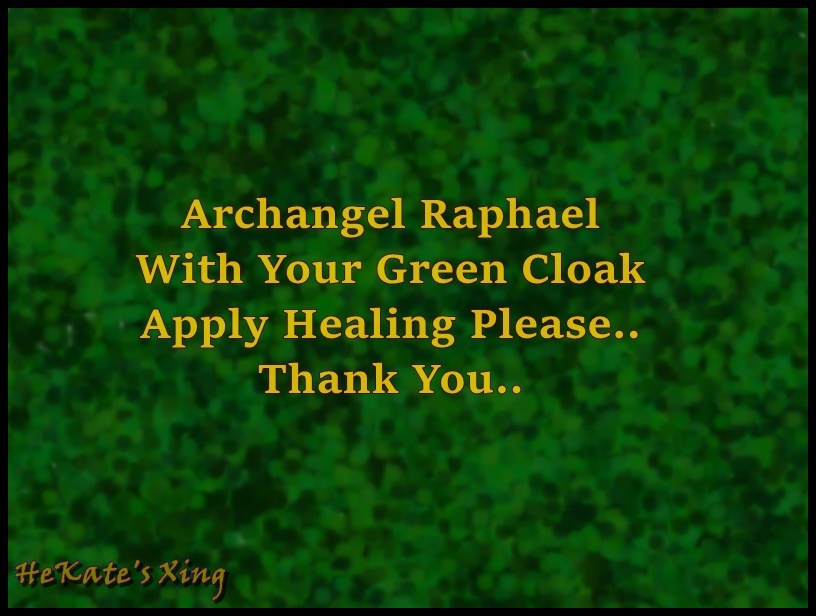 Archangel Raphael
With Your Green Cloak
Apply Healing Please..
Thank You..
HeKate's Xing